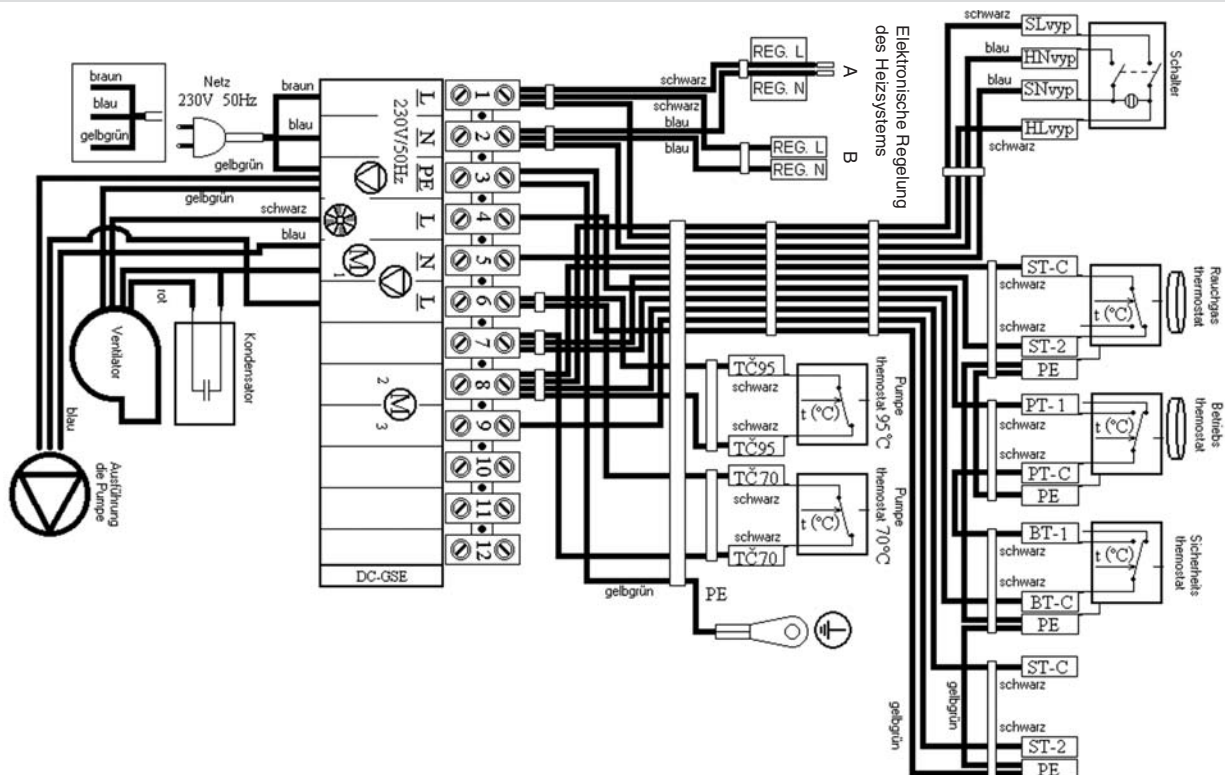 braun
blau
gelbgrün
Netz
230V 50Hz
braun
blau
gelbgrün
gelbgrün
schwarz
blau
rot
Ventilator
Kondensator
blau
Ausführung
die Pumpe
230V/50Hz
L
N
PE
L
N
L
M
1
2
M
3
DC-GSE
1
2
3
4
5
6
7
8
9
10
11
12
schwarz
schwarz
blau
blau
REG. L
REG. N
A
REG. L
REG. N
B
Elektronische Regelung
des Heizsystems
schwarz
SLvyp
blau
HNvyp
blau
SNvyp
HLvyp
schwarz
Schalter
ST-C
schwarz
schwarz
ST-2
PE
t (°C)
Rauchgas
thermostat
PT-1
schwarz
schwarz
PT-C
PE
t (°C)
Betriebs
thermostat
BT-1
schwarz
schwarz
BT-C
PE
t (°C)
Sicherheits
thermostat
ST-C
schwarz
schwarz
ST-2
PE
gelbgrün
gelbgrün
TČ95
schwarz
schwarz
TČ95
t (°C)
Pumpe
themostat 95°C
TČ70
schwarz
schwarz
TČ70
t (°C)
Pumpe
themostat 70°C
gelbgrün
PE